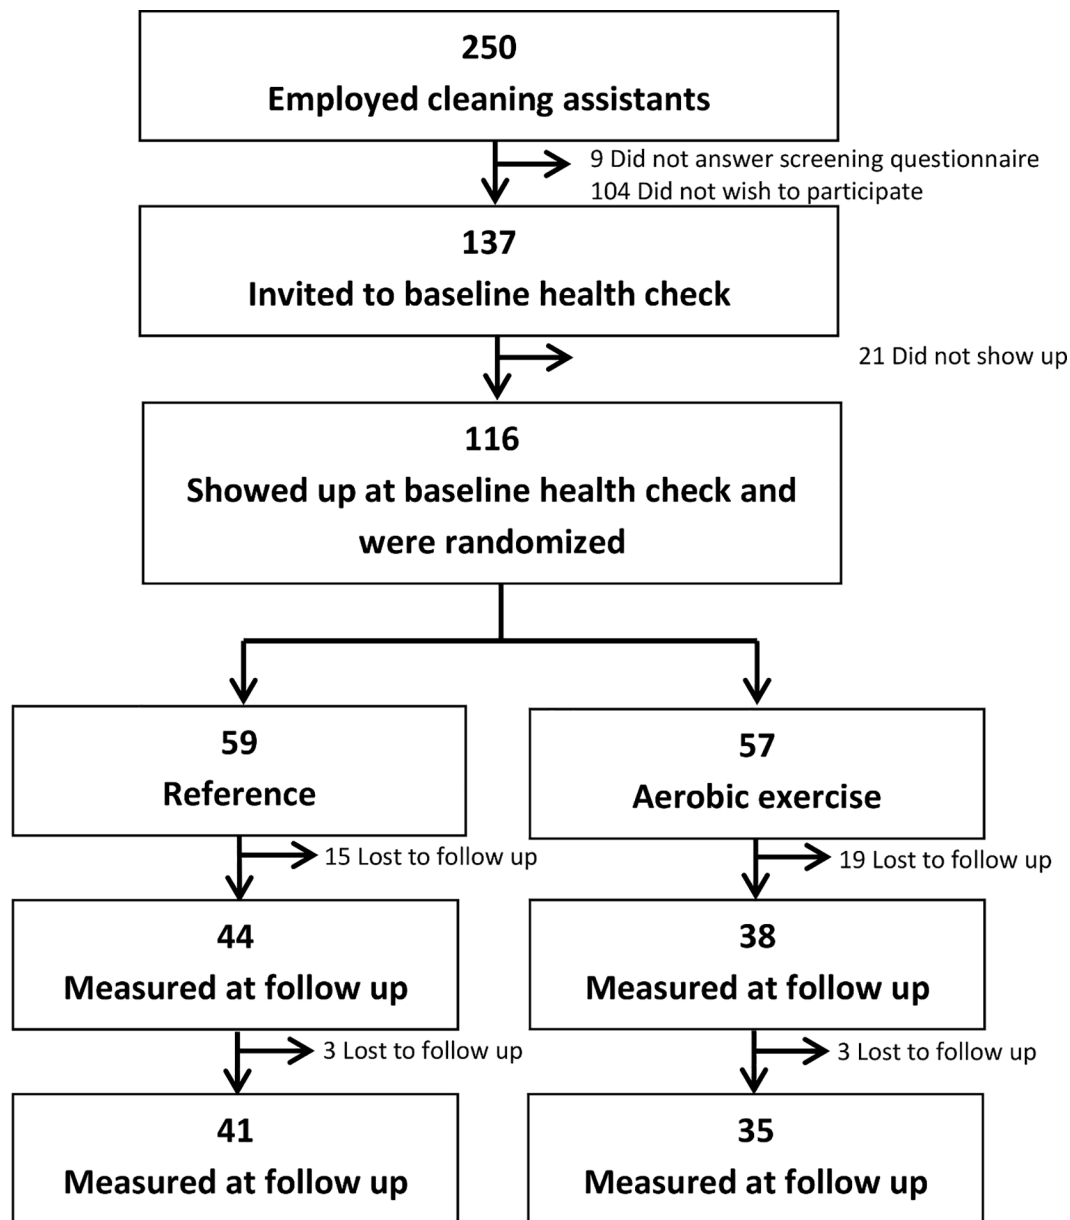 250
Employed cleaning assistants
9 Did not answer screening questionnaire
104 Did not wish to participate
137
Invited to baseline health check
21 Did not show up
116
Showed up at baseline health check and
were randomized
59
Reference
57
Aerobic exercise
15 Lost to follow up
19 Lost to follow up
44
Measured at follow up
38
Measured at follow up
3 Lost to follow up
3 Lost to follow up
41
Measured at follow up
35
Measured at follow up